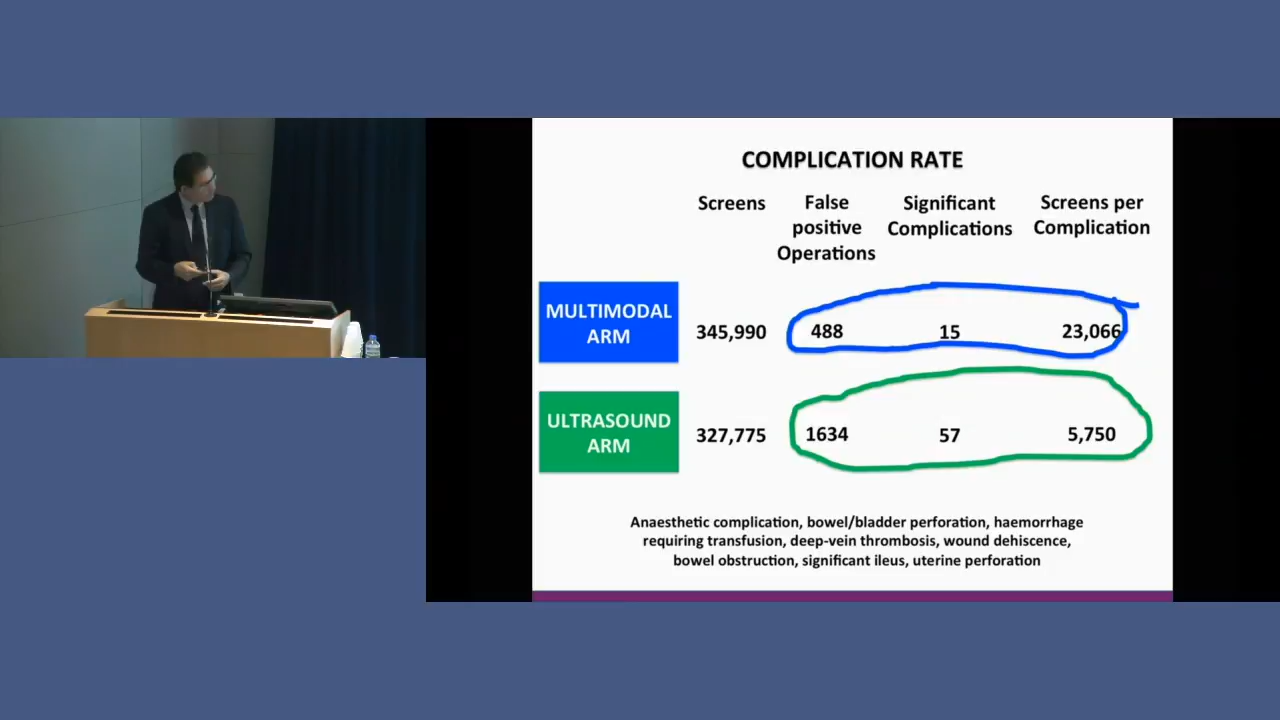 COMPLICATION RATE
Screens
False
positive
Operations
Significant
Complications
Screens per
Complication
MULTIMODAL
ARM
345,990
488
15
23,066
ULTRASOUND
ARM
327,775
1634
57
5,750
Anaesthetic complication, bowel/bladder perforation, haemorrhage
requiring transfusion, deep-vein thrombosis, wound dehiscence,
bowel obstruction, significant ileus, uterine perforation